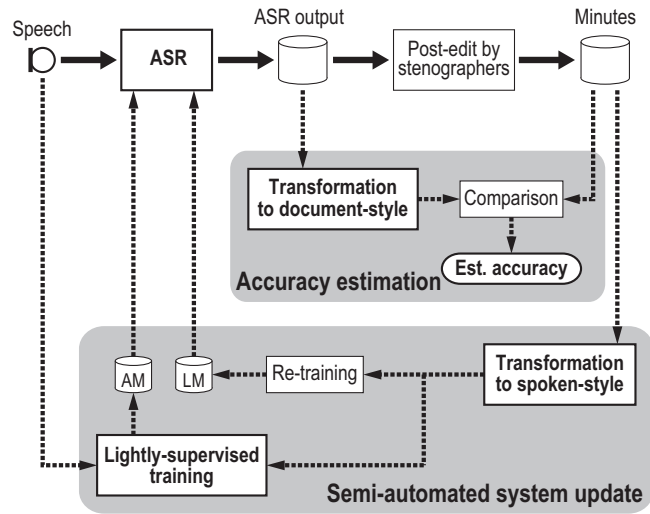 Speech
ASR output
Minutes
ASR
Post-edit by
stenographers
Transformation
to document-style
Comparison
Est. accuracy
Accuracy estimation
AM
LM
Re-training
Transformation
to spoken-style
Lightly-supervised
training
Semi-automated system update